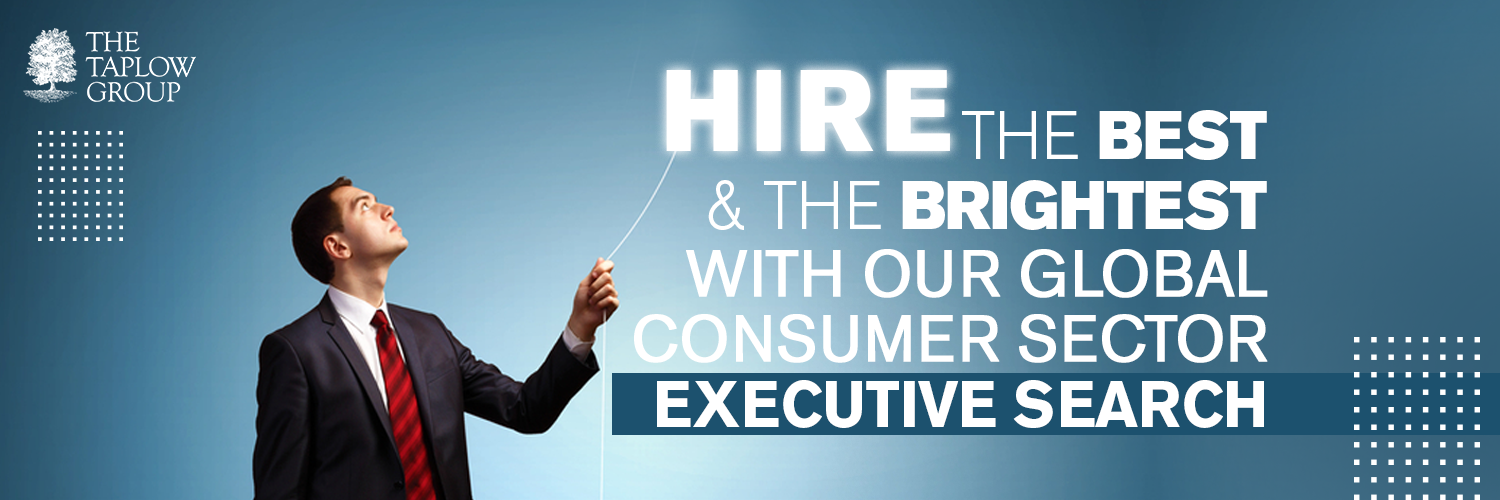 THE
TAPLOW
GROUP
HIRE THE BEST
& THE BRIGHTEST
WITH OUR GLOBAL
CONSUMER SECTOR
EXECUTIVE SEARCH